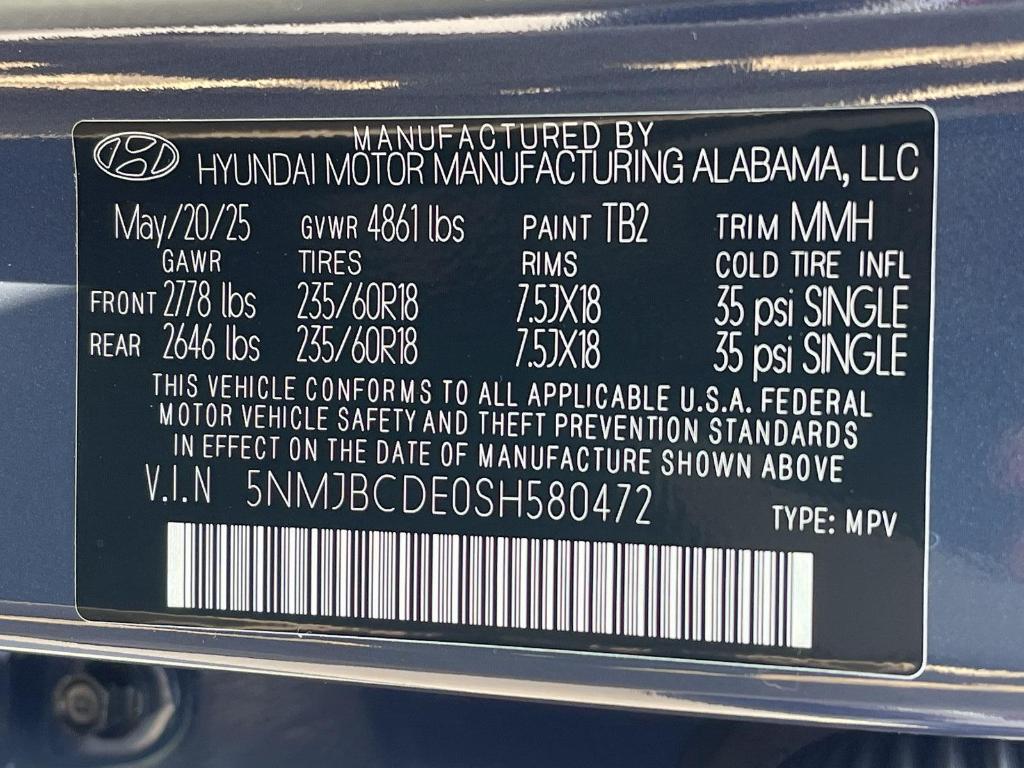 MANUFACTURED BY
HYUNDAI MOTOR MANUFACTURING ALABAMA, LLC
May/20/25 GVWR 4861 lbs PAINT TB2 TRIM MMH
GAWR TIRES RIMS COLD TIRE INFL
FRONT 2778 lbs 235/60R18 7.5JX18 35 psi SINGLE
REAR 2646 lbs 235/60R18 7.5JX18 35 psi SINGLE
THIS VEHICLE CONFORMS TO ALL APPLICABLE U.S.A. FEDERAL
MOTOR VEHICLE SAFETY AND THEFT PREVENTION STANDARDS
IN EFFECT ON THE DATE OF MANUFACTURE SHOWN ABOVE
V.I.N 5NMJBCDE0SH580472 TYPE: MPV